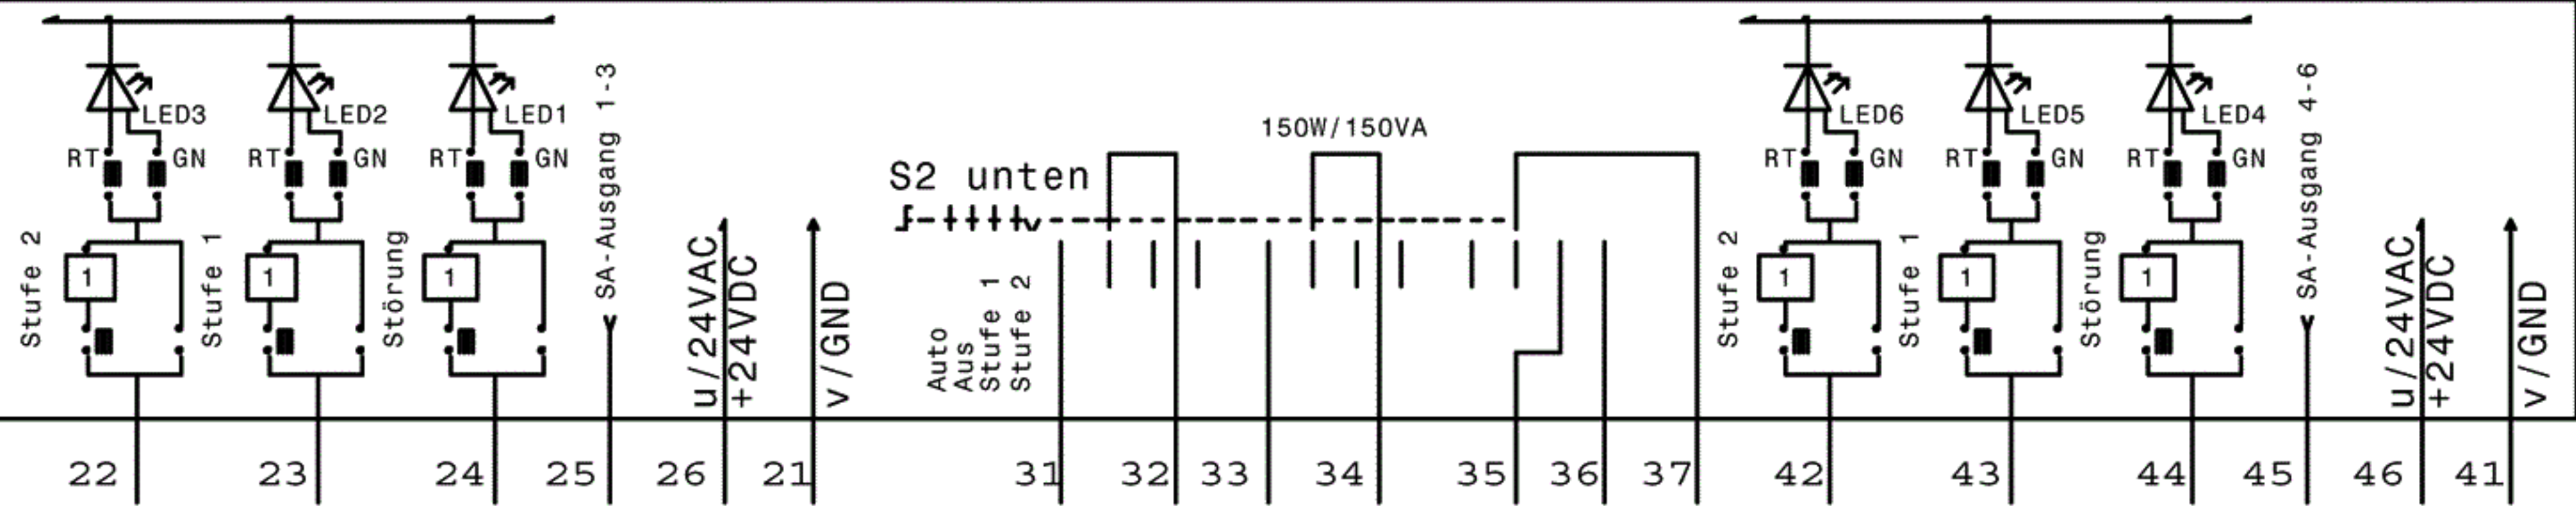 LED3
LED2
LED1
RT
GN
RT
GN
RT
GN
Stufe 2
1
Stufe 1
1
Störung
1
SA-Ausgang 1-3
u/24VAC
+24VDC
v/GND
S2 unten
150W/150VA
Auto
Aus
Stufe 1
Stufe 2
LED6
LED5
LED4
RT
GN
RT
GN
RT
GN
Stufe 2
1
Stufe 1
1
Störung
1
SA-Ausgang 4-6
u/24VAC
+24VDC
v/GND
22 23 24 25 26 21 31 32 33 34 35 36 37 42 43 44 45 46 41